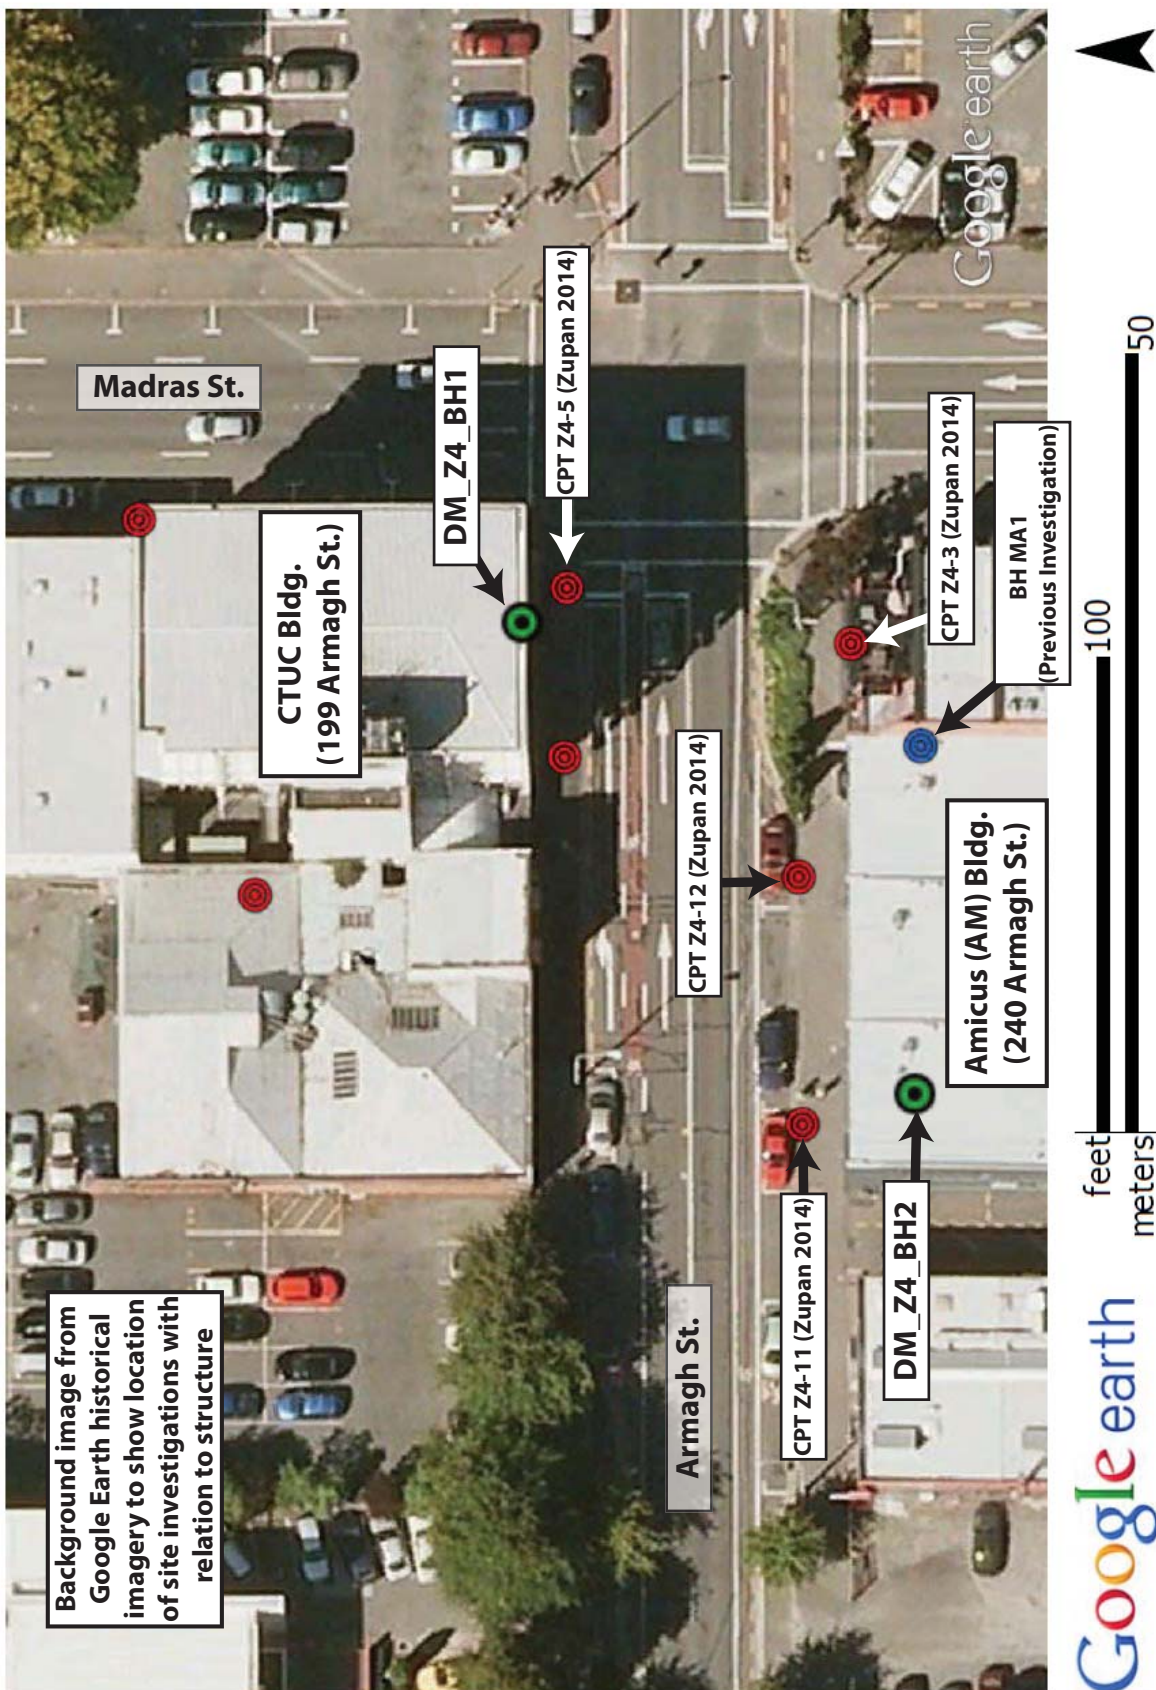 Background image from
Google Earth historical
imagery to show location
of site investigations with
relation to structure
Madras St.
CTUC Bldg.
(199 Armagh St.)
DM_Z4_BH1
CPT Z4-5 (Zupan 2014)
Armagh St.
CPT Z4-12 (Zupan 2014)
CPT Z4-11 (Zupan 2014)
CPT Z4-3 (Zupan 2014)
DM_Z4_BH2
Amicus (AM) Bldg.
(240 Armagh St.)
BH MA1
(Previous Investigation)
Google earth
Google earth
feet 100
meters 50